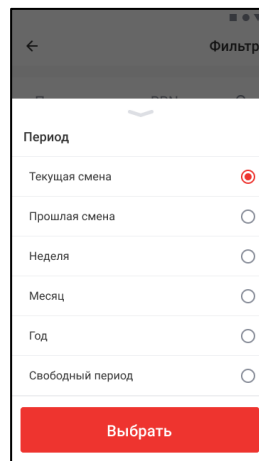 Фильтр
Период
Текущая смена
Прошлая смена
Неделя
Месяц
Год
Свободный период
Выбрать